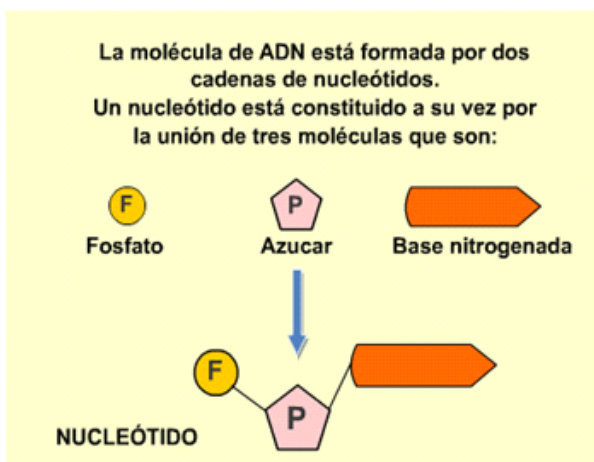 La molécula de ADN está formada por dos
cadenas de nucleótidos.
Un nucleótido está constituido a su vez por
la unión de tres moléculas que son:
F
P
Fosfato
Azucar
Base nitrogenada
F
P
NUCLEÓTIDO